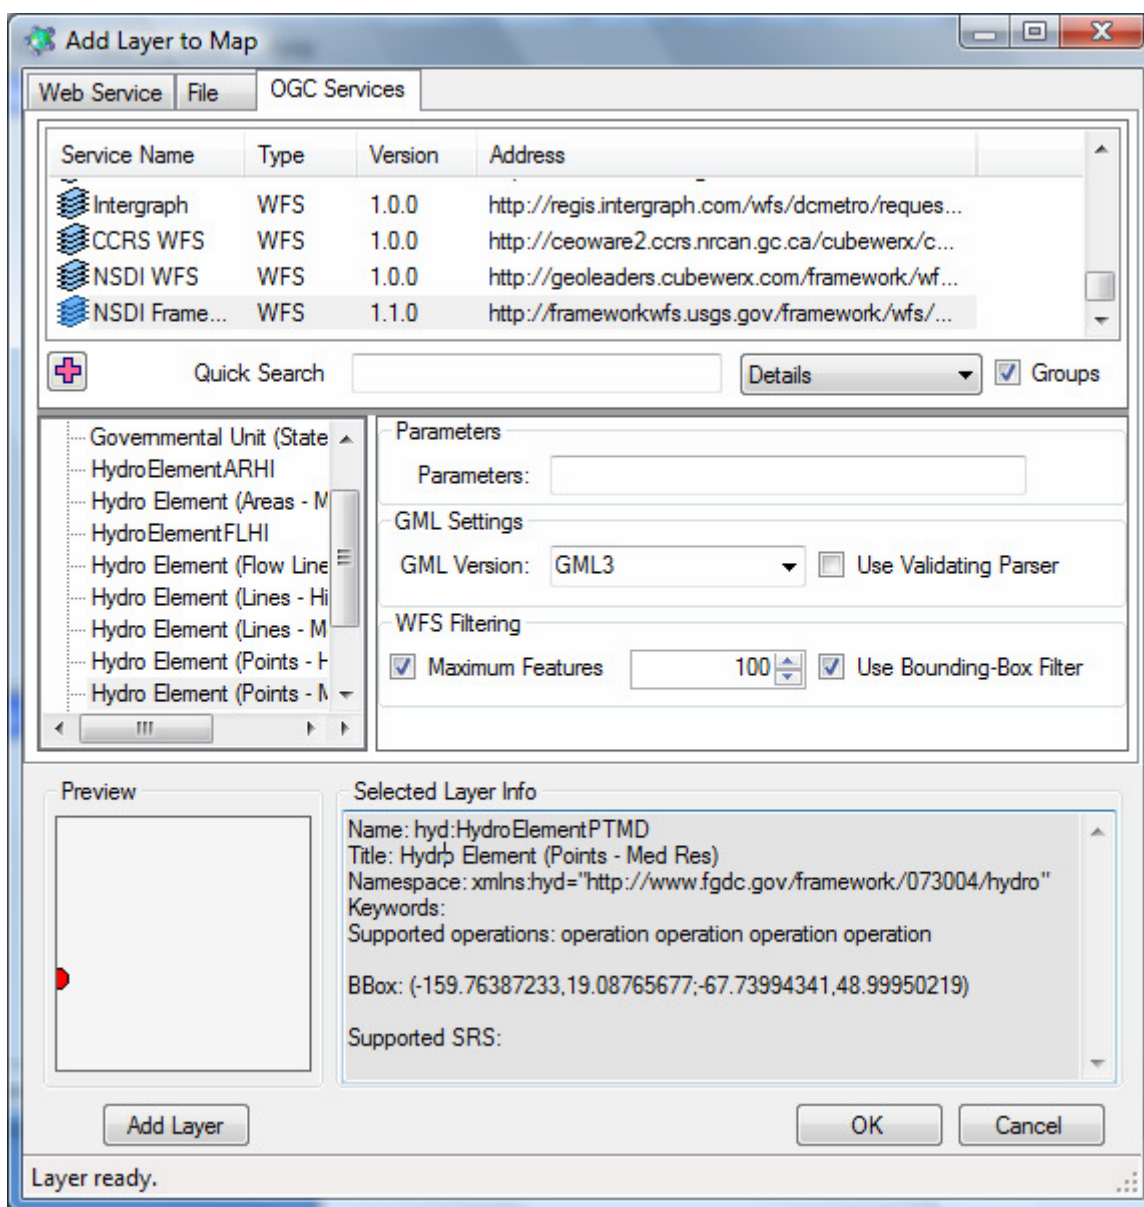 Add Layer to Map
Web Service File OGC Services
Service Name Type Version Address
Intergraph WFS 1.0.0 http://regis.intergraph.com/wfs/dcmetro/reques...
CCRS WFS WFS 1.0.0 http://ceoware2.ccrs.nrcan.gc.ca/cubewerx/c...
NSDI WFS WFS 1.0.0 http://geoleaders.cubewerx.com/framework/wf...
NSDI Frame... WFS 1.1.0 http://frameworkwfs.usgs.gov/framework/wfs/...
Quick Search Details Groups
Governmental Unit (State
HydroElementARHI
Hydro Element (Areas - M
HydroElementFLHI
Hydro Element (Flow Line
Hydro Element (Lines - Hi
Hydro Element (Lines - M
Hydro Element (Points - H
Hydro Element (Points - M
Parameters
Parameters:
GML Settings
GML Version: GML3 Use Validating Parser
WFS Filtering
Maximum Features 100 Use Bounding-Box Filter
Preview
Selected Layer Info
Name: hyd:HydroElementPTMD
Title: Hydro Element (Points - Med Res)
Namespace: xmlns:hyd="http://www.fgdc.gov/framework/073004/hydro"
Keywords:
Supported operations: operation operation operation operation
BBox: (-159.76387233,19.08765677;-67.73994341,48.99950219)
Supported SRS:
Add Layer OK Cancel
Layer ready.